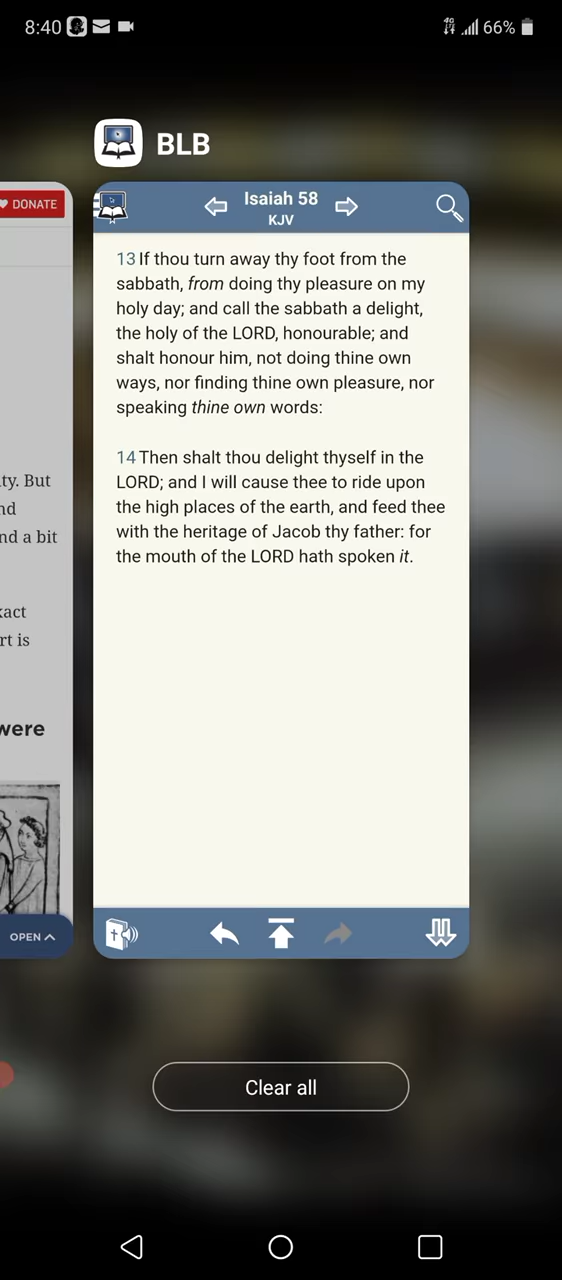 8:40
4G
66%
BLB
DONATE
Isaiah 58
KJV
13 If thou turn away thy foot from the
sabbath, from doing thy pleasure on my
holy day; and call the sabbath a delight,
the holy of the LORD, honourable; and
shalt honour him, not doing thine own
ways, nor finding thine own pleasure, nor
speaking thine own words:
14 Then shalt thou delight thyself in the
LORD; and I will cause thee to ride upon
the high places of the earth, and feed thee
with the heritage of Jacob thy father: for
the mouth of the LORD hath spoken it.
ty. But
nd a bit
rt is
were
OPEN
Clear all